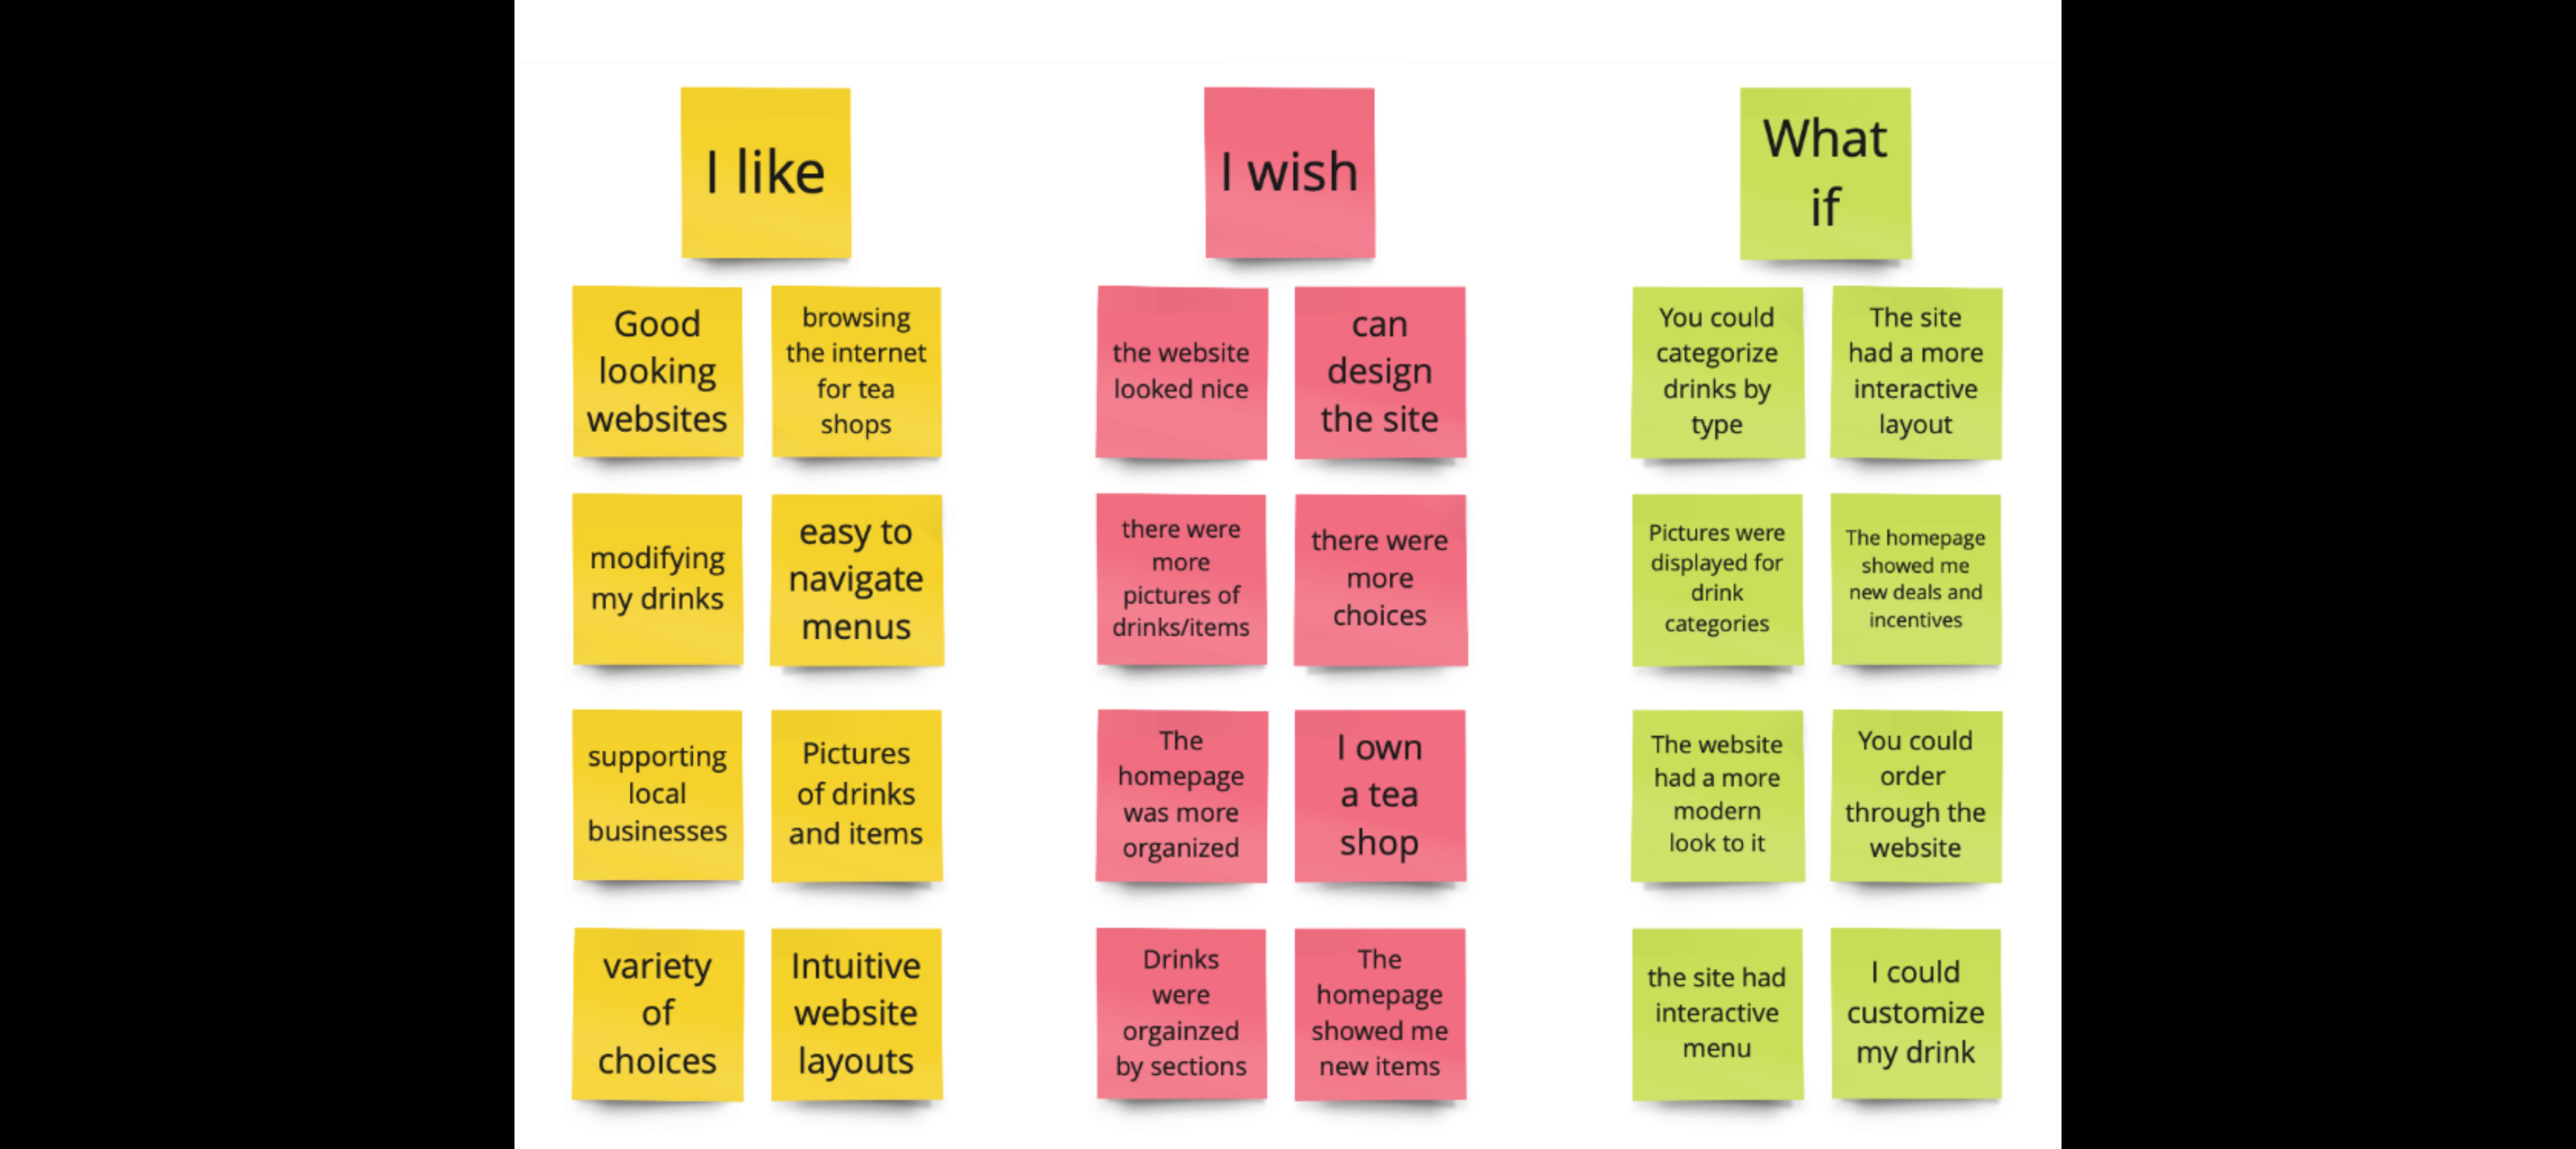 I like
Good
looking
websites
browsing
the internet
for tea
shops
modifying
my drinks
easy to
navigate
menus
supporting
local
businesses
Pictures
of drinks
and items
variety
of
choices
Intuitive
website
layouts
I wish
the website
looked nice
can
design
the site
there were
more
pictures of
drinks/items
there were
more
choices
The
homepage
was more
organized
I own
a tea
shop
Drinks
were
orgainzed
by sections
The
homepage
showed me
new items
What
if
You could
categorize
drinks by
type
The site
had a more
interactive
layout
Pictures were
displayed for
drink
categories
The homepage
showed me
new deals and
incentives
The website
had a more
modern
look to it
You could
order
through the
website
the site had
interactive
menu
I could
customize
my drink